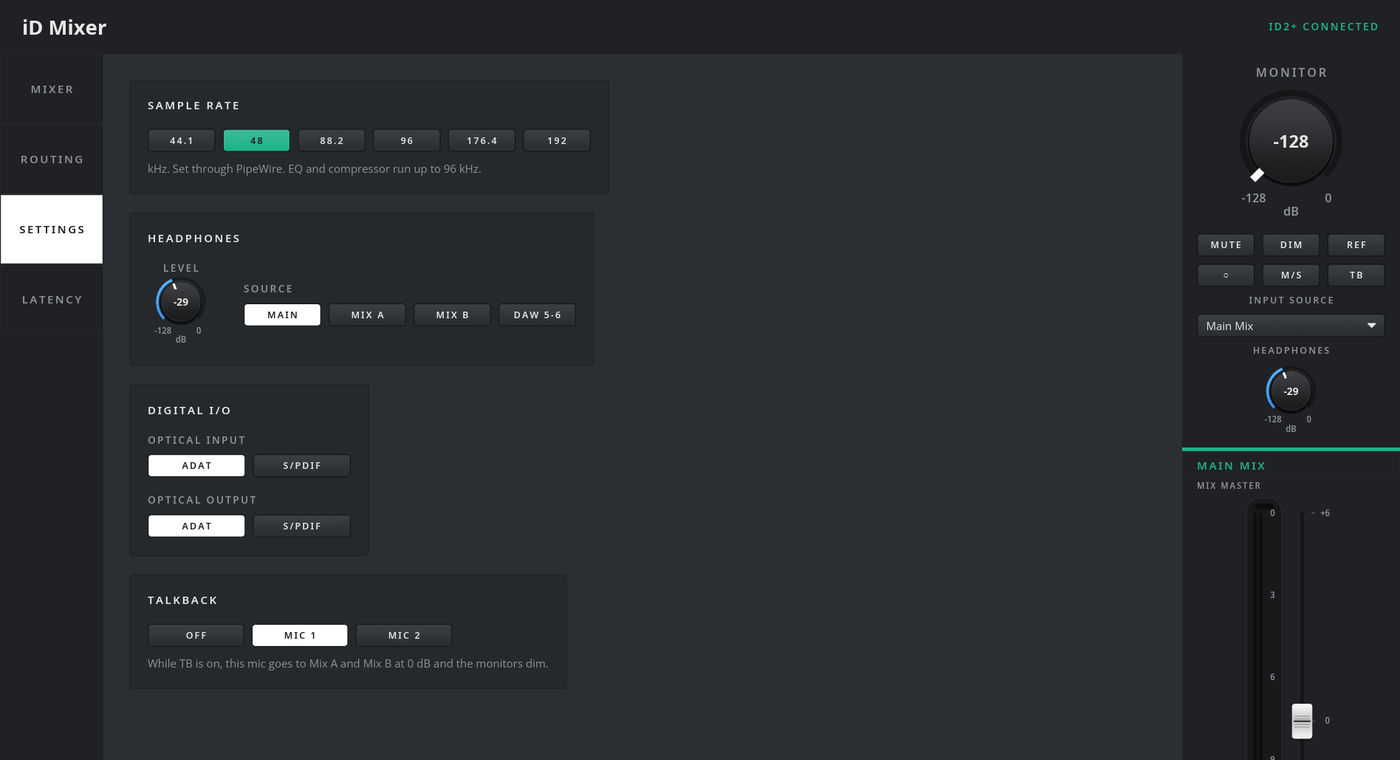 iD Mixer
ID2+ CONNECTED
MIXER
ROUTING
SETTINGS
LATENCY
SAMPLE RATE
44.1 48 88.2 96 176.4 192
kHz. Set through PipeWire. EQ and compressor run up to 96 kHz.
HEADPHONES
LEVEL
-29
-128 0
dB
SOURCE
MAIN MIX A MIX B DAW 5-6
DIGITAL I/O
OPTICAL INPUT
ADAT S/PDIF
OPTICAL OUTPUT
ADAT S/PDIF
TALKBACK
OFF MIC 1 MIC 2
While TB is on, this mic goes to Mix A and Mix B at 0 dB and the monitors dim.
MONITOR
-128
-128 0
dB
MUTE DIM REF
○ M/S TB
INPUT SOURCE
Main Mix
HEADPHONES
-29
-128 0
dB
MAIN MIX
MIX MASTER
0 +6
3
6
0
9